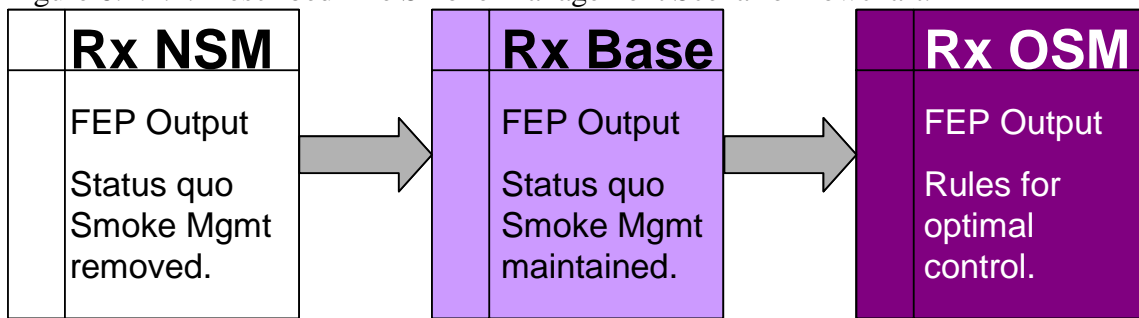 Rx NSM
FEP Output
Status quo
Smoke Mgmt
removed.
Rx Base
FEP Output
Status quo
Smoke Mgmt
maintained.
Rx OSM
FEP Output
Rules for
optimal
control.